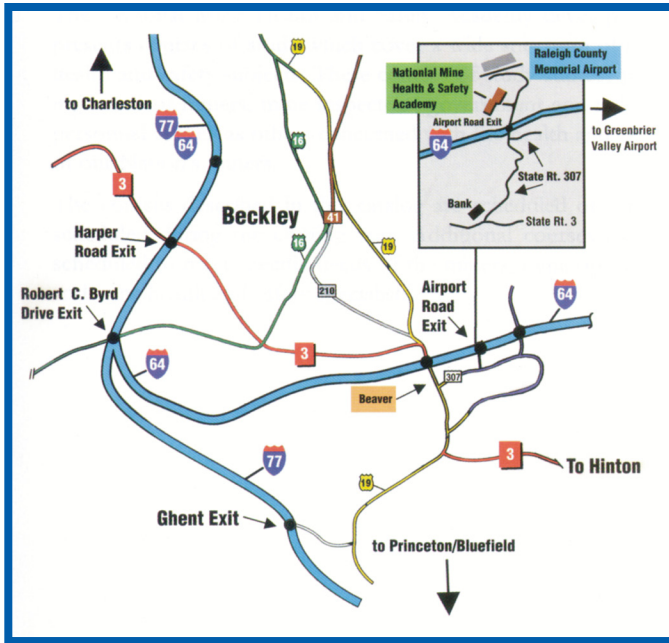 to Charleston
77
64
3
Harper
Road Exit
Robert C. Byrd
Drive Exit
64
77
Ghent Exit
Beckley
19
16
41
16
19
210
3
Beaver
307
Airport
Road
Exit
64
3
To Hinton
19
to Princeton/Bluefield
Raleigh County
Memorial Airport
National Mine
Health & Safety
Academy
Airport Road Exit
64
to Greenbrier
Valley Airport
State Rt. 307
Bank
State Rt. 3